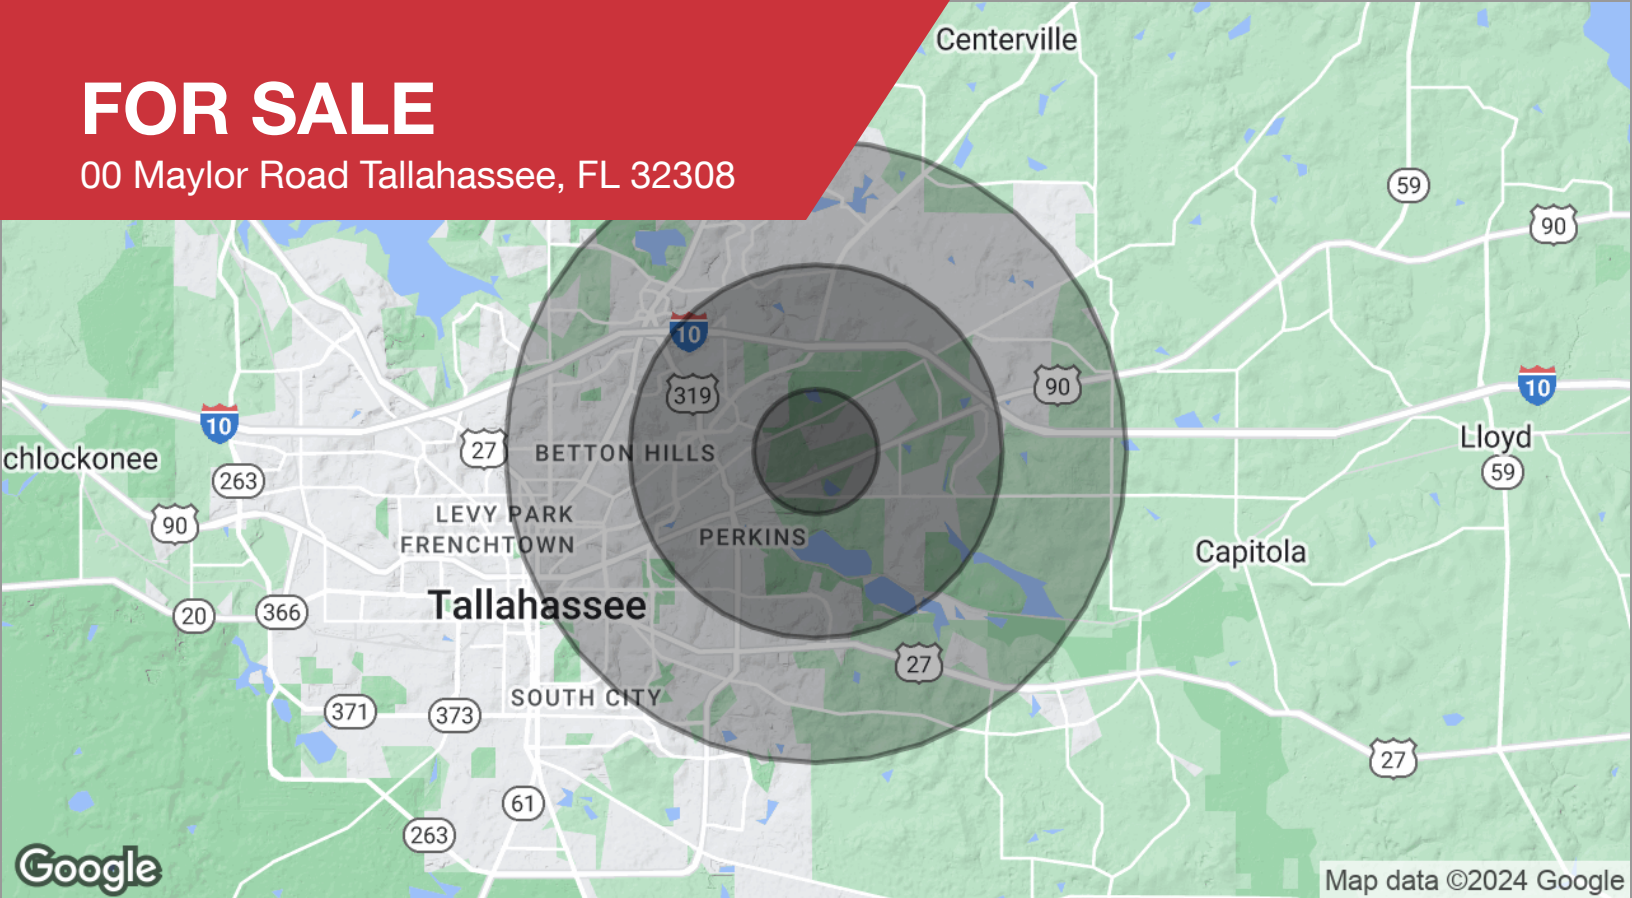 FOR SALE
00 Maylor Road Tallahassee, FL 32308
Centerville
59
90
10
319
90
10
10
27
BETTON HILLS
Lloyd
chlockonee
263
59
90
LEVY PARK
FRENCHTOWN
PERKINS
Capitola
Tallahassee
20
366
27
SOUTH CITY
371
373
27
61
263
Google
Map data ©2024 Google